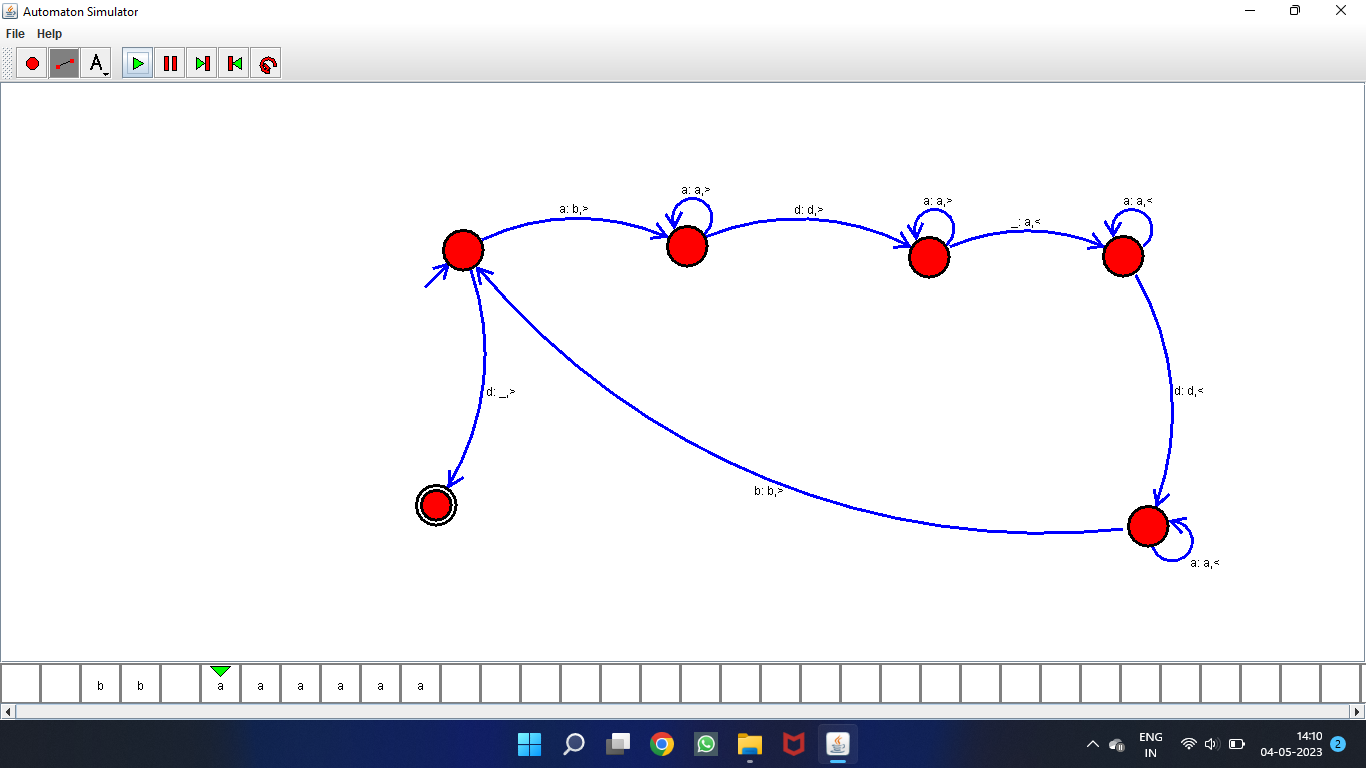 Automaton Simulator
File Help
A
a: a,>
a: b,>
d: d,>
a: a,>
_: a,<
a: a,<
d: _,>
d: d,<
b: b,>
a: a,<
b b a a a a a a
ENG
IN
14:10
04-05-2023
2